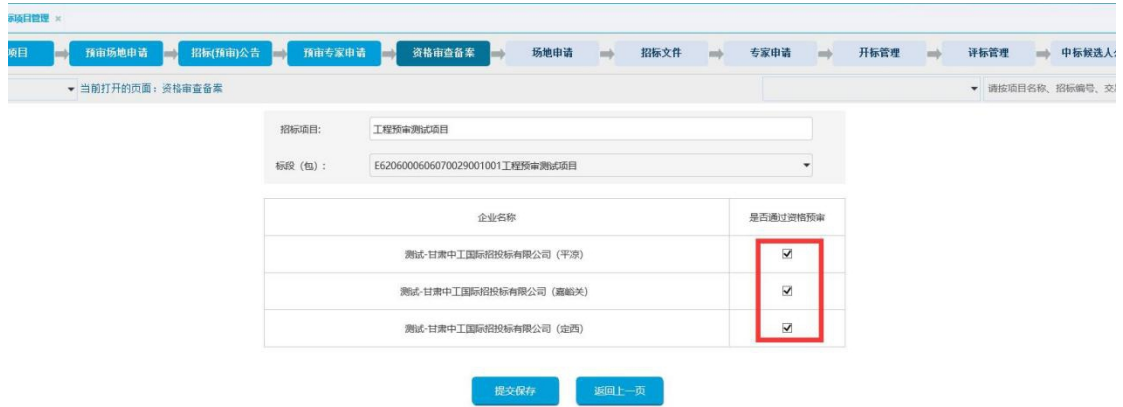 标项目管理 ×
项目 预审场地申请 招标(预审)公告 预审专家申请 资格审查备案 场地申请 招标文件 专家申请 开标管理 评标管理 中标候选人
当前打开的页面：资格审查备案 请按项目名称、招标编号、交
招标项目: 工程预审测试项目
标段（包）: E6206000606070029001001工程预审测试项目
企业名称 是否通过资格预审
测试-甘肃中工国际招投标有限公司（平凉）
测试-甘肃中工国际招投标有限公司（嘉峪关）
测试-甘肃中工国际招投标有限公司（定西）
提交保存 返回上一页